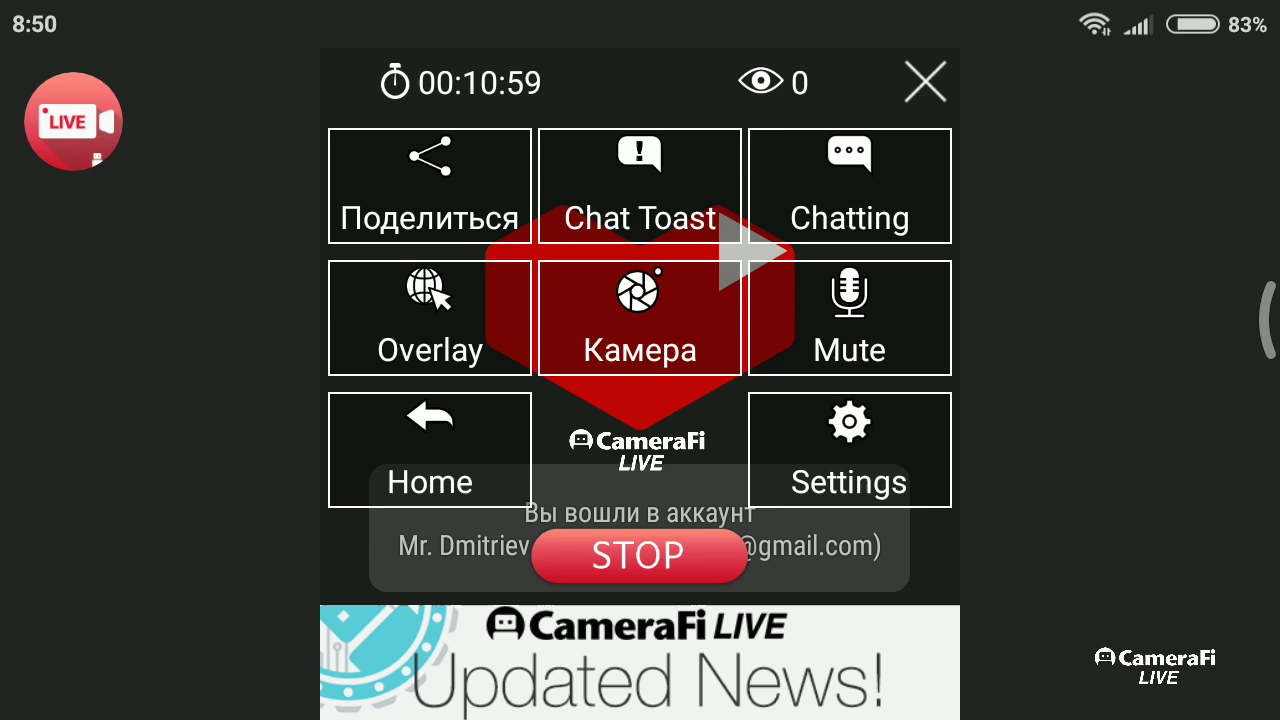 8:50
83%
00:10:59
0
LIVE
Поделиться
Chat Toast
Chatting
Overlay
Камера
Mute
Home
CameraFi
LIVE
Settings
Вы вошли в аккаунт
Mr. Dmitriev @gmail.com)
STOP
CameraFi LIVE
Updated News!
CameraFi
LIVE